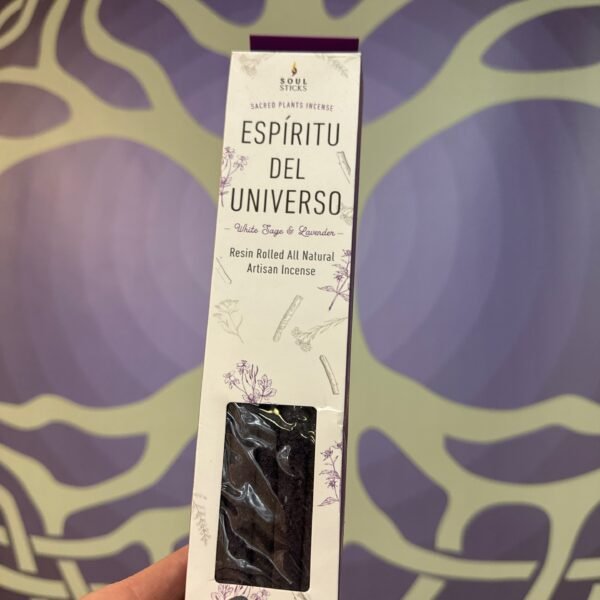 SOUL
STICKS
SACRED PLANTS INCENSE
ESPÍRITU
DEL
UNIVERSO
- White Sage & Lavender -
Resin Rolled All Natural
Artisan Incense